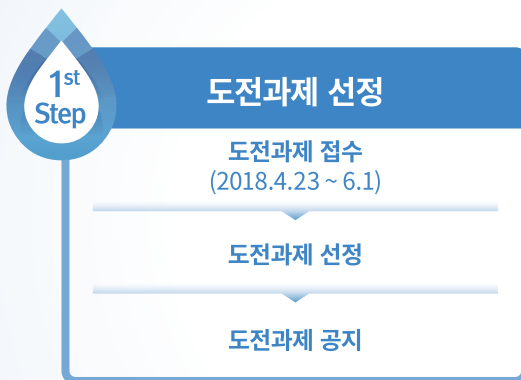 1st
Step
도전과제 선정
도전과제 접수
(2018.4.23 ~ 6.1)
도전과제 선정
도전과제 공지